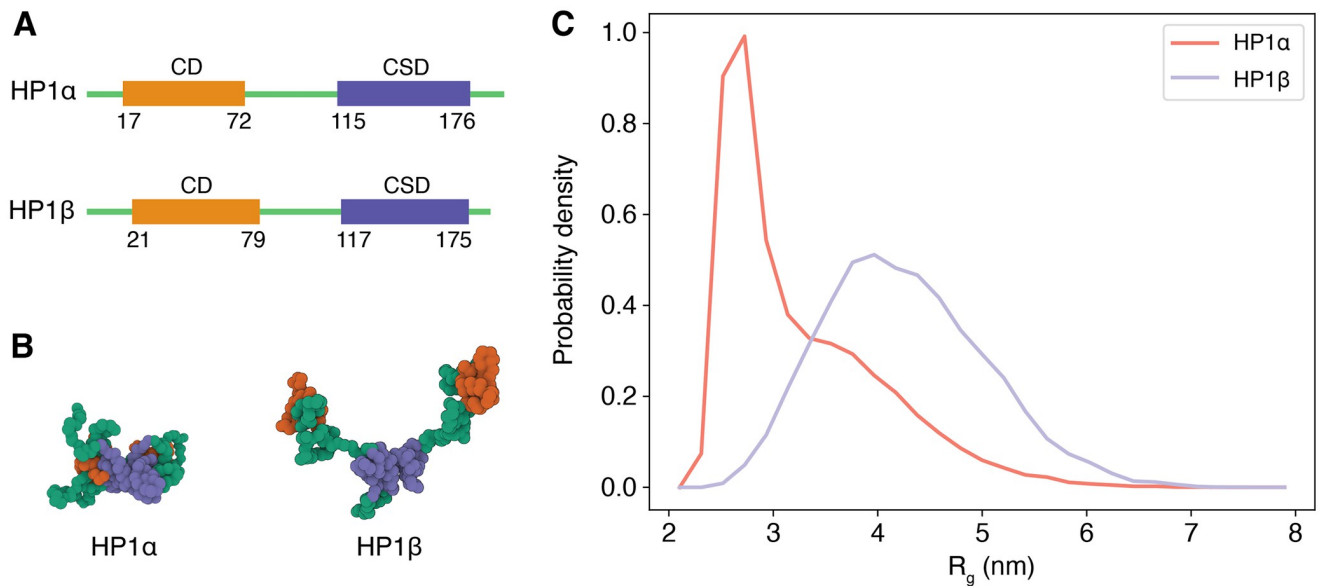 A
HP1α
CD
CSD
17
72
115
176
HP1β
CD
CSD
21
79
117
175
B
HP1α
HP1β
C
Probability density
1.0
0.8
0.6
0.4
0.2
0.0
2
3
4
5
6
7
8
Rg (nm)
HP1α
HP1β